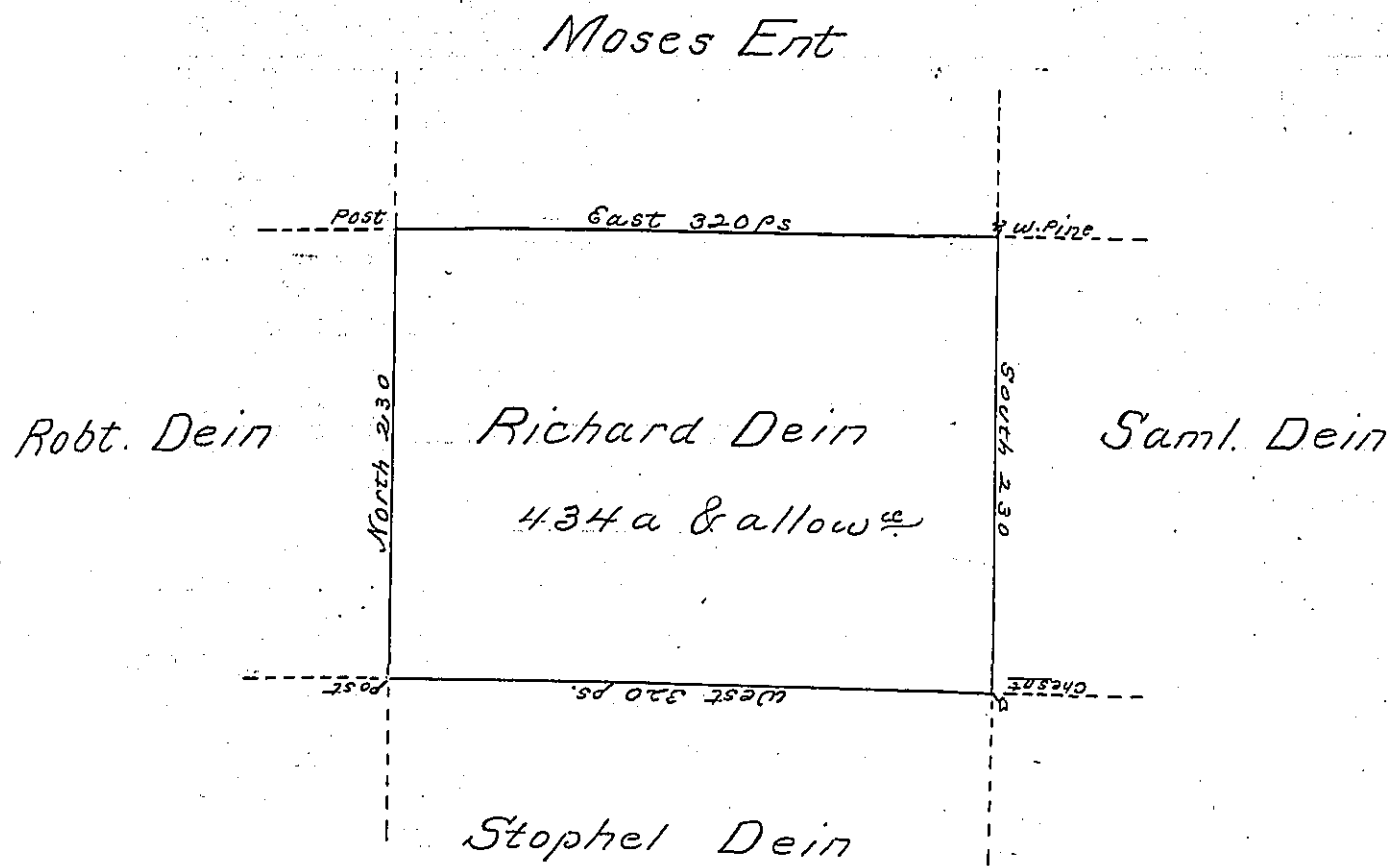 Moses Ent
Post
East 320 ps
W. Pine
North 230
South 230
Robt. Dein
Richard Dein
434 a & allowce
Saml. Dein
Post
West 320 ps.
Chesnt
Stophel Dein